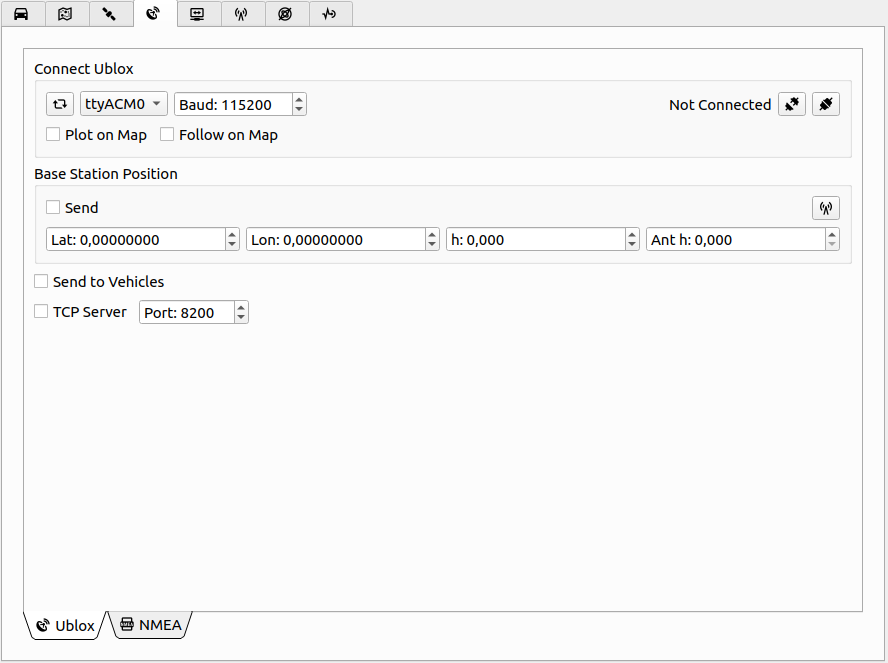 Connect Ublox
ttyACM0 Baud: 115200 Not Connected
Plot on Map Follow on Map
Base Station Position
Send
Lat: 0,00000000 Lon: 0,00000000 h: 0,000 Ant h: 0,000
Send to Vehicles
TCP Server Port: 8200
Ublox NMEA